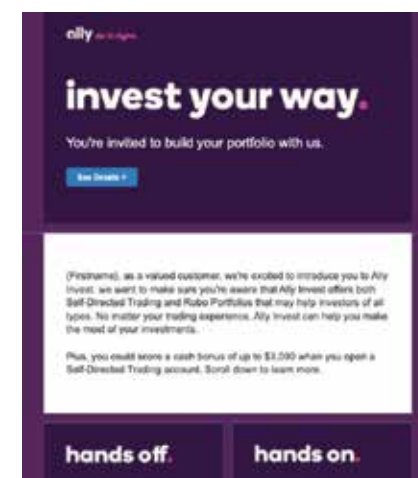 ally do it right.
invest your way.
You're invited to build your portfolio with us.
See Details >
(Firstname), as a valued customer, we're excited to introduce you to Ally
Invest. we want to make sure you're aware that Ally Invest offers both
Self-Directed Trading and Robo Portfolios that may help investors of all
types. No matter your trading experience, Ally Invest can help you make
the most of your investments.
Plus, you could score a cash bonus of up to $3,000 when you open a
Self-Directed Trading account. Scroll down to learn more.
hands off.
hands on.